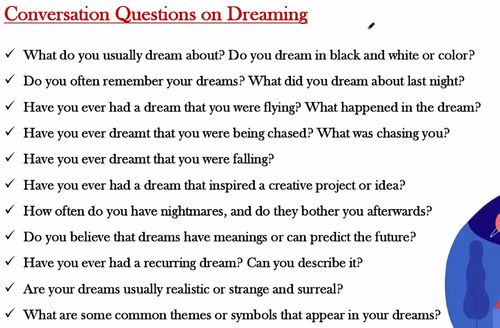 Conversation Questions on Dreaming
✓ What do you usually dream about? Do you dream in black and white or color?
✓ Do you often remember your dreams? What did you dream about last night?
✓ Have you ever had a dream that you were flying? What happened in the dream?
✓ Have you ever dreamt that you were being chased? What was chasing you?
✓ Have you ever dreamt that you were falling?
✓ Have you ever had a dream that inspired a creative project or idea?
✓ How often do you have nightmares, and do they bother you afterwards?
✓ Do you believe that dreams have meanings or can predict the future?
✓ Have you ever had a recurring dream? Can you describe it?
✓ Are your dreams usually realistic or strange and surreal?
✓ What are some common themes or symbols that appear in your dreams?